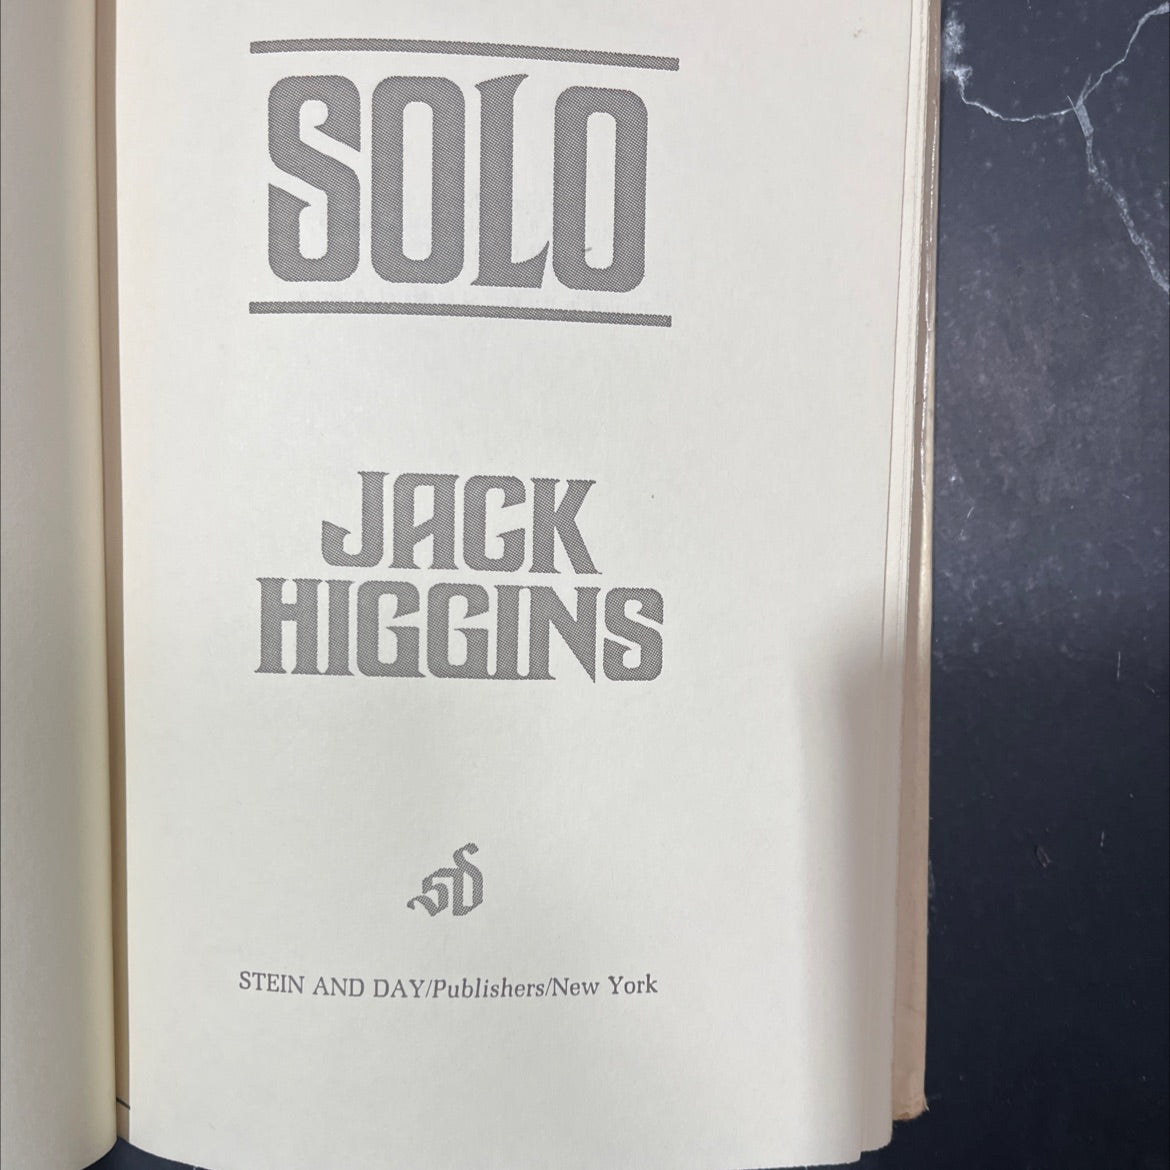 SOLO
JACK
HIGGINS
SD
STEIN AND DAY/Publishers/New York